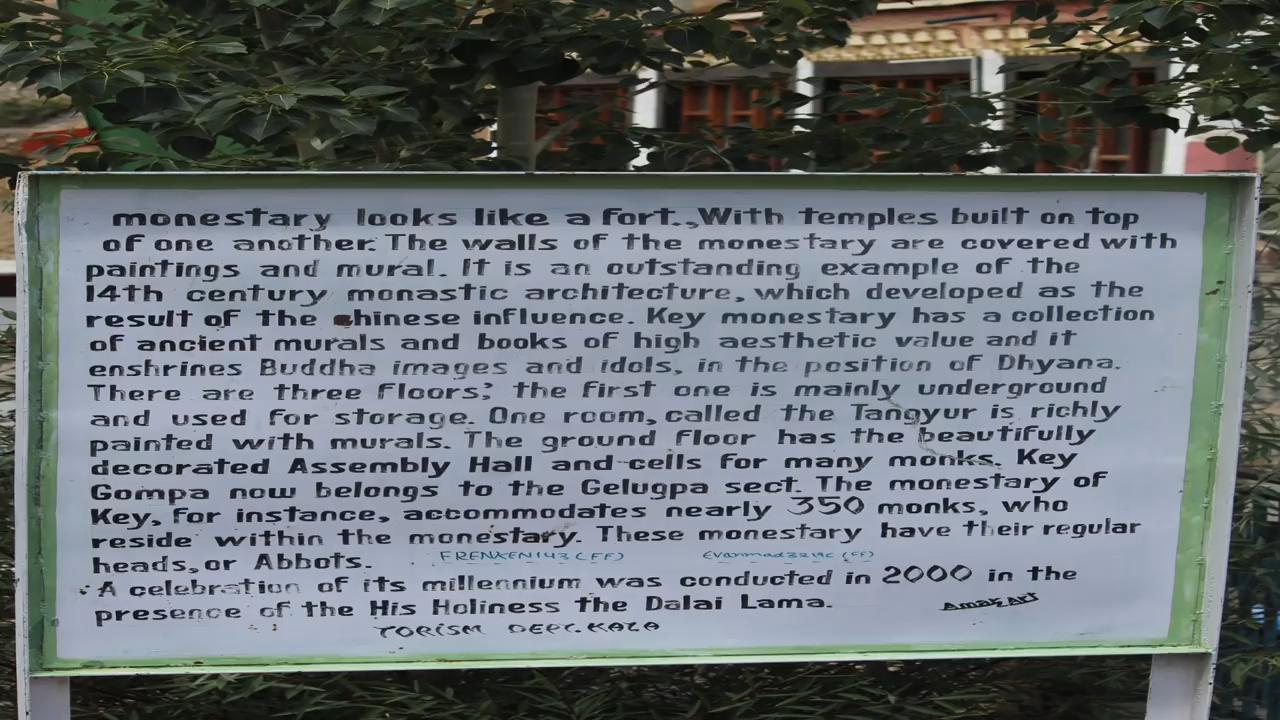 monestary looks like a fort., With temples built on top
of one another. The walls of the monestary are covered with
paintings and mural. It is an outstanding example of the
14th century monastic architecture, which developed as the
result of the chinese influence. Key monestary has a collection
of ancient murals and books of high aesthetic value and it
enshrines Buddha images and idols, in the position of Dhyana.
There are three floors; the first one is mainly underground
and used for storage. One room, called the Tangyur is richly
painted with murals. The ground floor has the beautifully
decorated Assembly Hall and cells for many monks. Key
Gompa now belongs to the Gelugpa sect. The monestary of
Key, for instance, accommodates nearly 350 monks, who
reside within the monestary. These monestary have their regular
heads, or Abbots.
FRENKEN143 (FF)
A celebration of its millennium was conducted in 2000 in the
presence of the His Holiness the Dalai Lama.
TORISM DEPT. KAZA